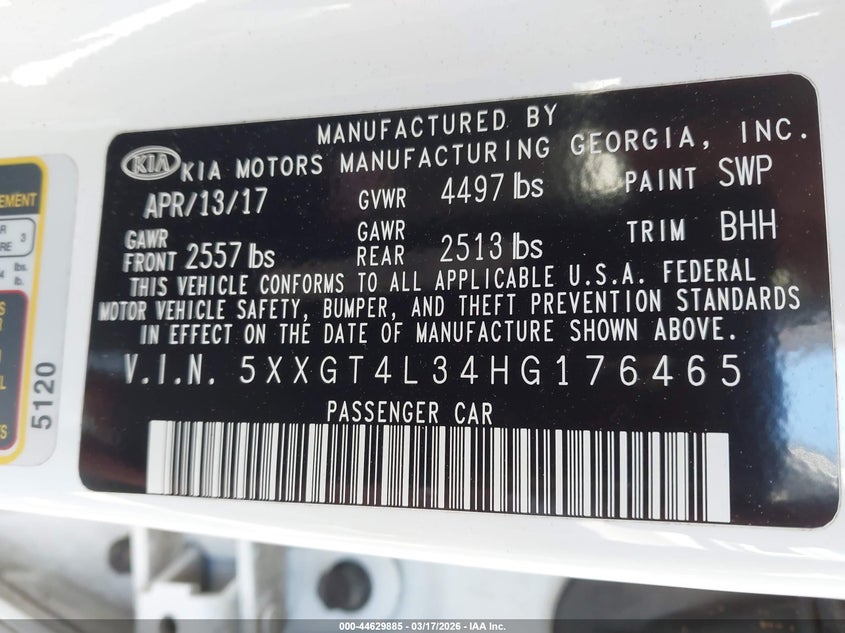 MANUFACTURED BY
KIA KIA MOTORS MANUFACTURING GEORGIA, INC.
APR/13/17 GVWR 4497 lbs PAINT SWP
GAWR FRONT 2557 lbs GAWR REAR 2513 lbs TRIM BHH
THIS VEHICLE CONFORMS TO ALL APPLICABLE U.S.A. FEDERAL
MOTOR VEHICLE SAFETY, BUMPER, AND THEFT PREVENTION STANDARDS
IN EFFECT ON THE DATE OF MANUFACTURE SHOWN ABOVE.
V.I.N. 5XXGT4L34HG176465
PASSENGER CAR
5120
000-44629885 - 03/17/2026 - IAA Inc.